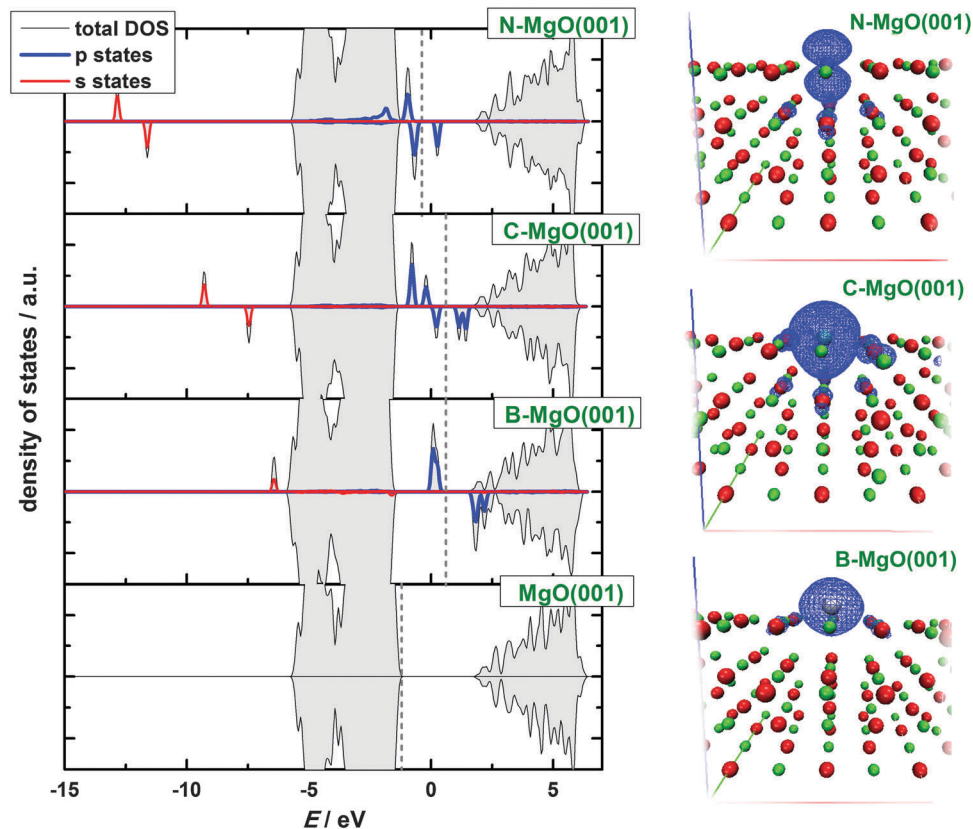 total DOS
p states
s states
N-MgO(001)
C-MgO(001)
B-MgO(001)
MgO(001)
density of states / a.u.
-15
-10
-5
0
5
E / eV
N-MgO(001)
C-MgO(001)
B-MgO(001)